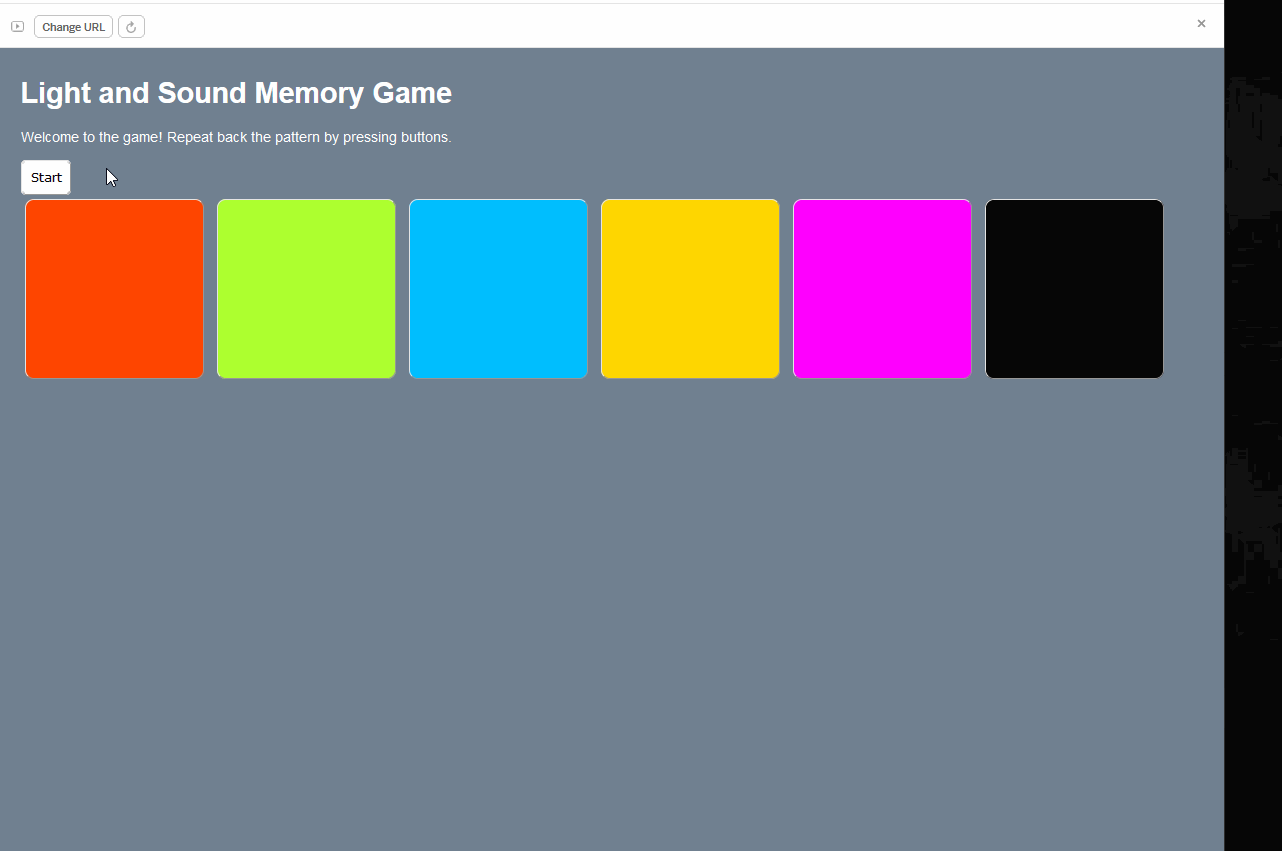 Change URL
Light and Sound Memory Game
Welcome to the game! Repeat back the pattern by pressing buttons.
Start